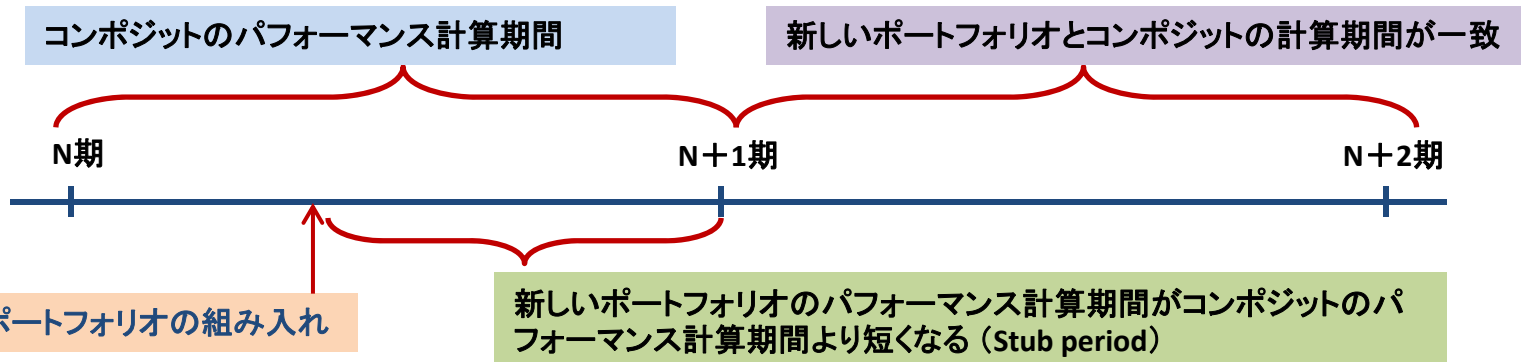 コンポジットのパフォーマンス計算期間
新しいポートフォリオとコンポジットの計算期間が一致
N期
N＋1期
N＋2期
ポートフォリオの組み入れ
新しいポートフォリオのパフォーマンス計算期間がコンポジットのパ
フォーマンス計算期間より短くなる（Stub period）